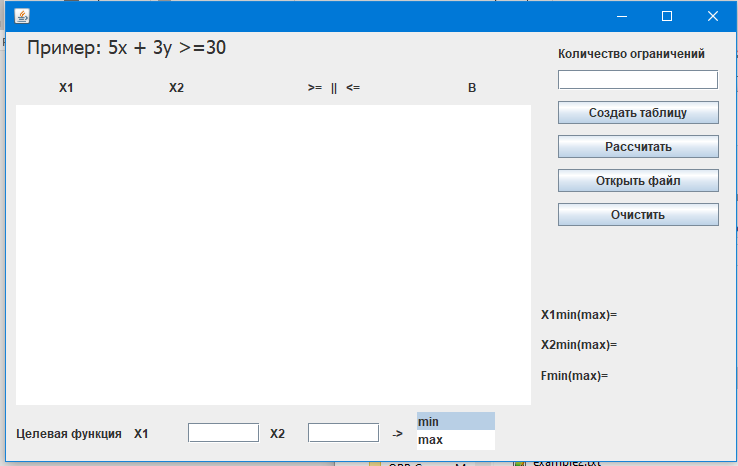 Пример: 5x + 3y >=30
X1 X2 >= || <= B
Количество ограничений
Создать таблицу
Рассчитать
Открыть файл
Очистить
X1min(max)=
X2min(max)=
Fmin(max)=
Целевая функция X1 X2 -> min
max